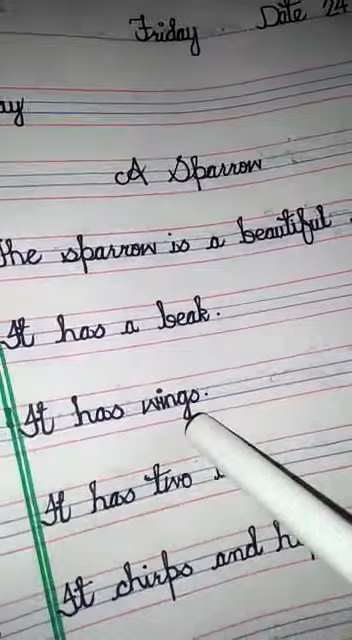 Friday Date 24
ay
A Sparrow
The sparrow is a beautiful
It has a beak.
It has wings.
It has two
It chirps and